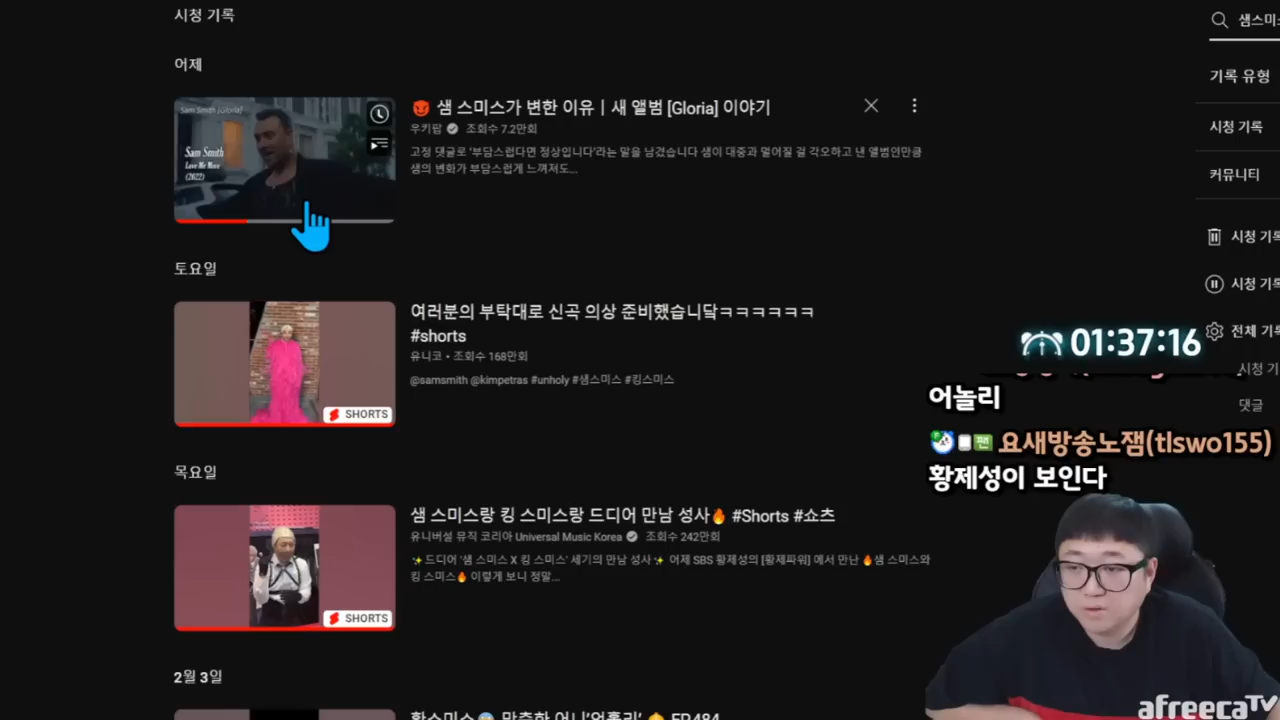 시청 기록
샘스미
어제
기록 유형
Sam Smith [Gloria]
Sam Smith
Love Me More
(2022)
😈 샘 스미스가 변한 이유 | 새 앨범 [Gloria] 이야기
우키팝 조회수 7.2만회
고정 댓글로 '부담스럽다면 정상입니다'라는 말을 남겼습니다 샘이 대중과 멀어질 걸 각오하고 낸 앨범인만큼
샘의 변화가 부담스럽게 느껴져도...
시청 기록
커뮤니티
시청 기록
시청 기록
전체 기록
시청 기
댓글
토요일
여러분의 부탁대로 신곡 의상 준비했습니닼ㅋㅋㅋㅋㅋㅋ
#shorts
유니코 • 조회수 168만회
@samsmith @kimpetras #unholy #샘스미스 #킹스미스
SHORTS
01:37:16
어눌리
요새방송노잼(tlswo155)
황제성이 보인다
목요일
샘 스미스랑 킹 스미스랑 드디어 만남 성사🔥 #Shorts #쇼츠
유니버설 뮤직 코리아 Universal Music Korea 조회수 242만회
✨드디어 '샘 스미스 X 킹 스미스' 세기의 만남 성사✨ 어제 SBS 황제성의 [황제파워] 에서 만난 🔥샘 스미스와
킹 스미스🔥 이렇게 보니 정말...
SHORTS
2월 3일
afreecaTV